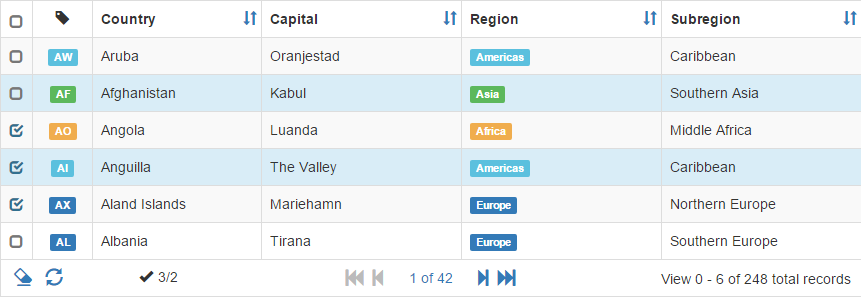 Country Capital Region Subregion
AW Aruba Oranjestad Americas Caribbean
AF Afghanistan Kabul Asia Southern Asia
AO Angola Luanda Africa Middle Africa
AI Anguilla The Valley Americas Caribbean
AX Aland Islands Mariehamn Europe Northern Europe
AL Albania Tirana Europe Southern Europe
3/2 1 of 42 View 0 - 6 of 248 total records